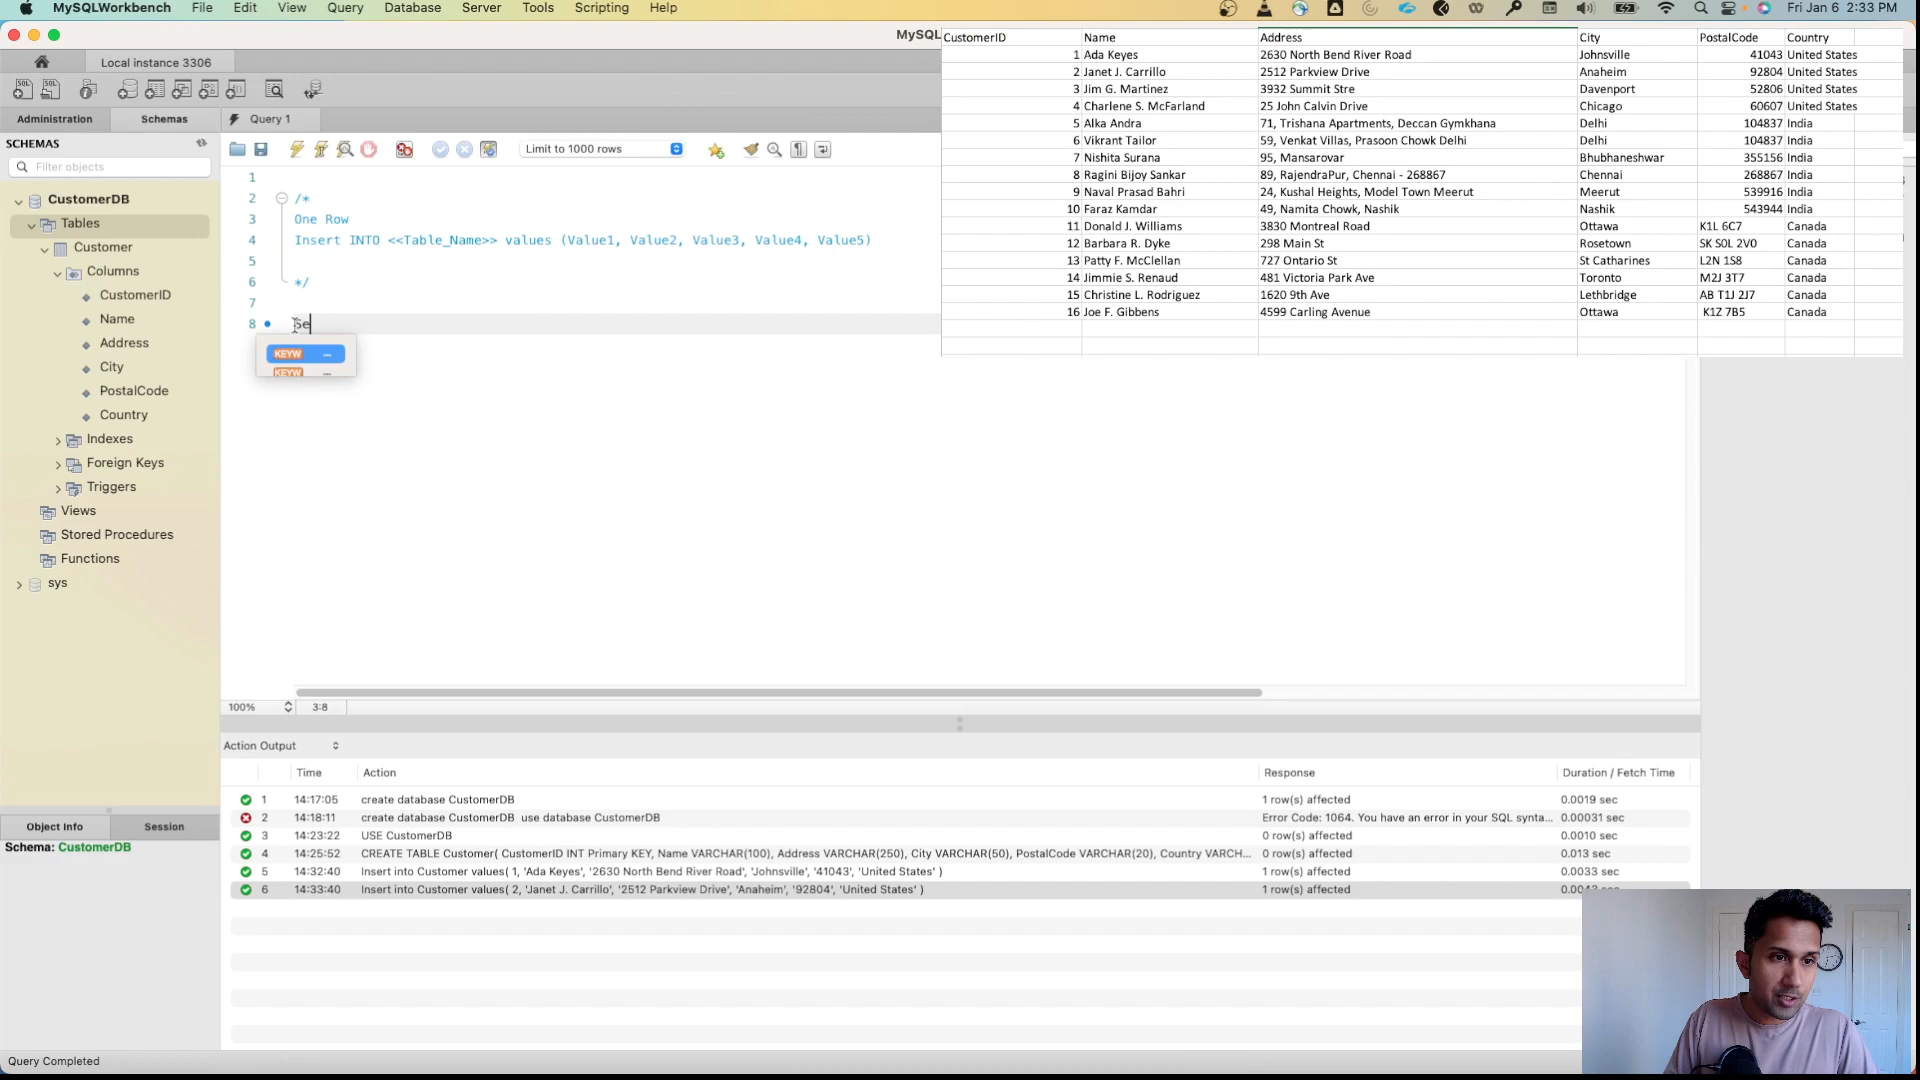 MySQLWorkbench File Edit View Query Database Server Tools Scripting Help
Fri Jan 6 2:33 PM
MySQL
Local instance 3306
Administration Schemas Query 1
SCHEMAS
Filter objects
Limit to 1000 rows
CustomerDB
Tables
Customer
Columns
CustomerID
Name
Address
City
PostalCode
Country
Indexes
Foreign Keys
Triggers
Views
Stored Procedures
Functions
sys
1
2 /*
3 One Row
4 Insert INTO <<Table_Name>> values (Value1, Value2, Value3, Value4, Value5)
5
6 */
7
8 Se
KEYW ...
KEYW ...
CustomerID Name Address City PostalCode Country
1 Ada Keyes 2630 North Bend River Road Johnsville 41043 United States
2 Janet J. Carrillo 2512 Parkview Drive Anaheim 92804 United States
3 Jim G. Martinez 3932 Summit Stre Davenport 52806 United States
4 Charlene S. McFarland 25 John Calvin Drive Chicago 60607 United States
5 Alka Andra 71, Trishana Apartments, Deccan Gymkhana Delhi 104837 India
6 Vikrant Tailor 59, Venkat Villas, Prasoon Chowk Delhi Delhi 104837 India
7 Nishita Surana 95, Mansarovar Bhubhaneshwar 355156 India
8 Ragini Bijoy Sankar 89, RajendraPur, Chennai - 268867 Chennai 268867 India
9 Naval Prasad Bahri 24, Kushal Heights, Model Town Meerut Meerut 539916 India
10 Faraz Kamdar 49, Namita Chowk, Nashik Nashik 543944 India
11 Donald J. Williams 3830 Montreal Road Ottawa K1L 6C7 Canada
12 Barbara R. Dyke 298 Main St Rosetown SK S0L 2V0 Canada
13 Patty F. McClellan 727 Ontario St St Catharines L2N 1S8 Canada
14 Jimmie S. Renaud 481 Victoria Park Ave Toronto M2J 3T7 Canada
15 Christine L. Rodriguez 1620 9th Ave Lethbridge AB T1J 2J7 Canada
16 Joe F. Gibbens 4599 Carling Avenue Ottawa K1Z 7B5 Canada
100% 3:8
Action Output
Time Action Response Duration / Fetch Time
1 14:17:05 create database CustomerDB 1 row(s) affected 0.0019 sec
2 14:18:11 create database CustomerDB use database CustomerDB Error Code: 1064. You have an error in your SQL synta... 0.00031 sec
3 14:23:22 USE CustomerDB 0 row(s) affected 0.0010 sec
4 14:25:52 CREATE TABLE Customer( CustomerID INT Primary KEY, Name VARCHAR(100), Address VARCHAR(250), City VARCHAR(50), PostalCode VARCHAR(20), Country VARCH... 0 row(s) affected 0.013 sec
5 14:32:40 Insert into Customer values( 1, 'Ada Keyes', '2630 North Bend River Road', 'Johnsville', '41043', 'United States' ) 1 row(s) affected 0.0033 sec
6 14:33:40 Insert into Customer values( 2, 'Janet J. Carrillo', '2512 Parkview Drive', 'Anaheim', '92804', 'United States' ) 1 row(s) affected
Object Info Session
Schema: CustomerDB
Query Completed